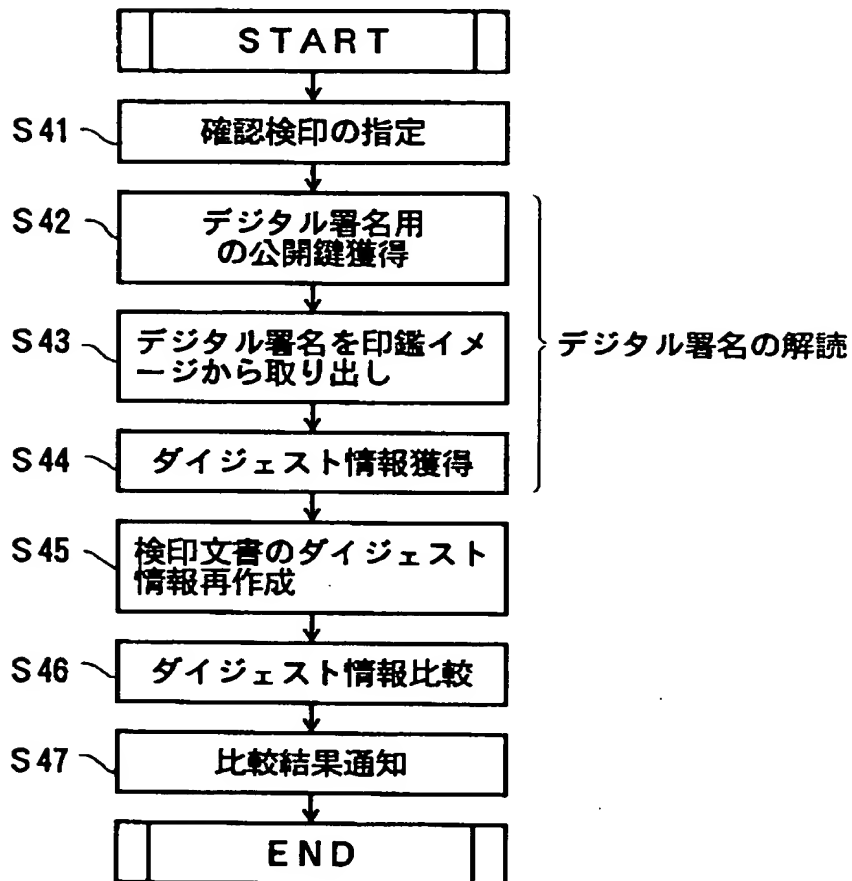 START
S41
確認検印の指定
S42
デジタル署名用
の公開鍵獲得
S43
デジタル署名を印鑑イメ
ージから取り出し
デジタル署名の解読
S44
ダイジェスト情報獲得
S45
検印文書のダイジェスト
情報再作成
S46
ダイジェスト情報比較
S47
比較結果通知
END